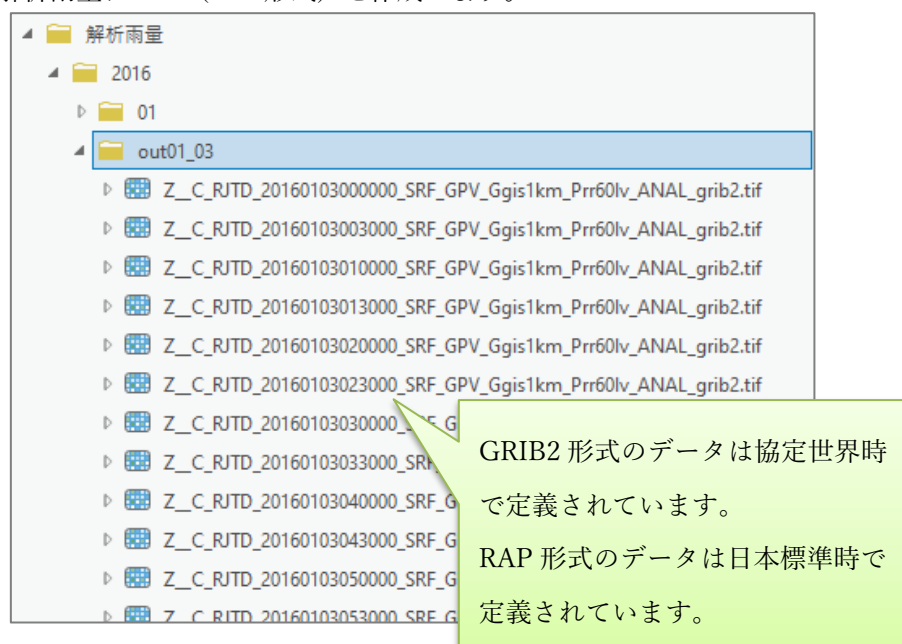 解析雨量
2016
01
out01_03
Z__C_RJTD_20160103000000_SRF_GPV_Ggis1km_Prr60lv_ANAL_grib2.tif
Z__C_RJTD_20160103003000_SRF_GPV_Ggis1km_Prr60lv_ANAL_grib2.tif
Z__C_RJTD_20160103010000_SRF_GPV_Ggis1km_Prr60lv_ANAL_grib2.tif
Z__C_RJTD_20160103013000_SRF_GPV_Ggis1km_Prr60lv_ANAL_grib2.tif
Z__C_RJTD_20160103020000_SRF_GPV_Ggis1km_Prr60lv_ANAL_grib2.tif
Z__C_RJTD_20160103023000_SRF_GPV_Ggis1km_Prr60lv_ANAL_grib2.tif
Z__C_RJTD_20160103030000_SRF_G
Z__C_RJTD_20160103033000_SRF
Z__C_RJTD_20160103040000_SRF_G
Z__C_RJTD_20160103043000_SRF_G
Z__C_RJTD_20160103050000_SRF_G
Z__C_RJTD_20160103053000_SRF_G
GRIB2 形式のデータは協定世界時
で定義されています。
RAP 形式のデータは日本標準時で
定義されています。